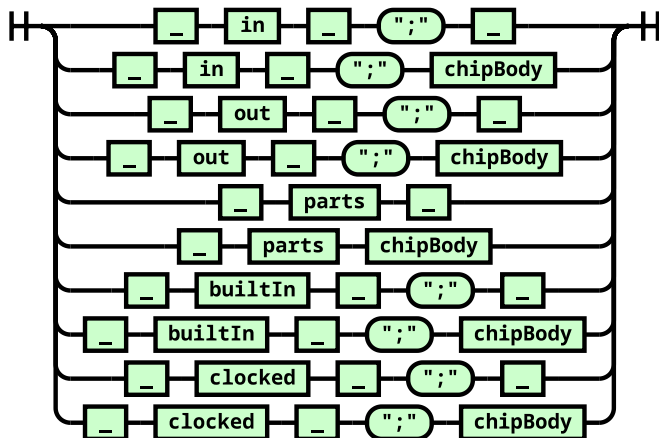 _ in _ ";" _
_ in _ ";" chipBody
_ out _ ";" _
_ out _ ";" chipBody
_ parts _
_ parts chipBody
_ builtIn _ ";" _
_ builtIn _ ";" chipBody
_ clocked _ ";" _
_ clocked _ ";" chipBody